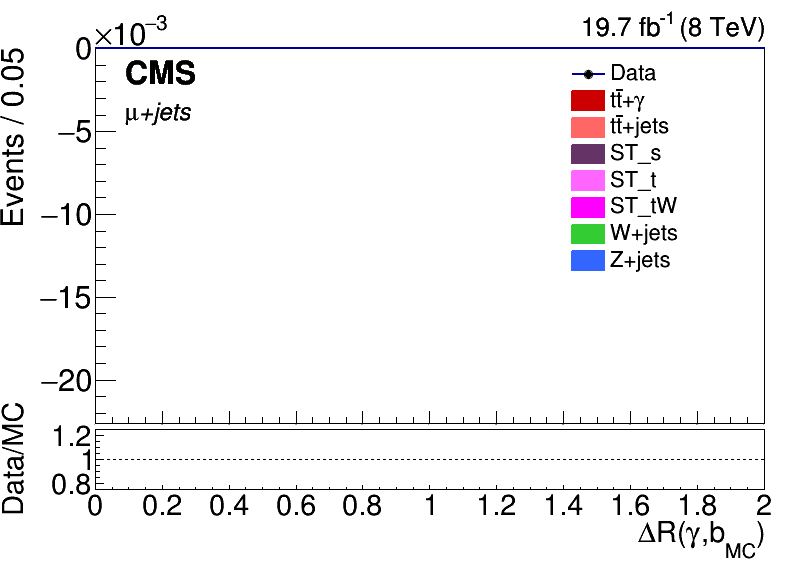 ×10⁻³
19.7 fb⁻¹ (8 TeV)
CMS
μ+jets
Events / 0.05
0
−5
−10
−15
−20
Data
tt̄+γ
tt̄+jets
ST_s
ST_t
ST_tW
W+jets
Z+jets
Data/MC
1.2
1
0.8
0 0.2 0.4 0.6 0.8 1 1.2 1.4 1.6 1.8 2
ΔR(γ,b_MC)